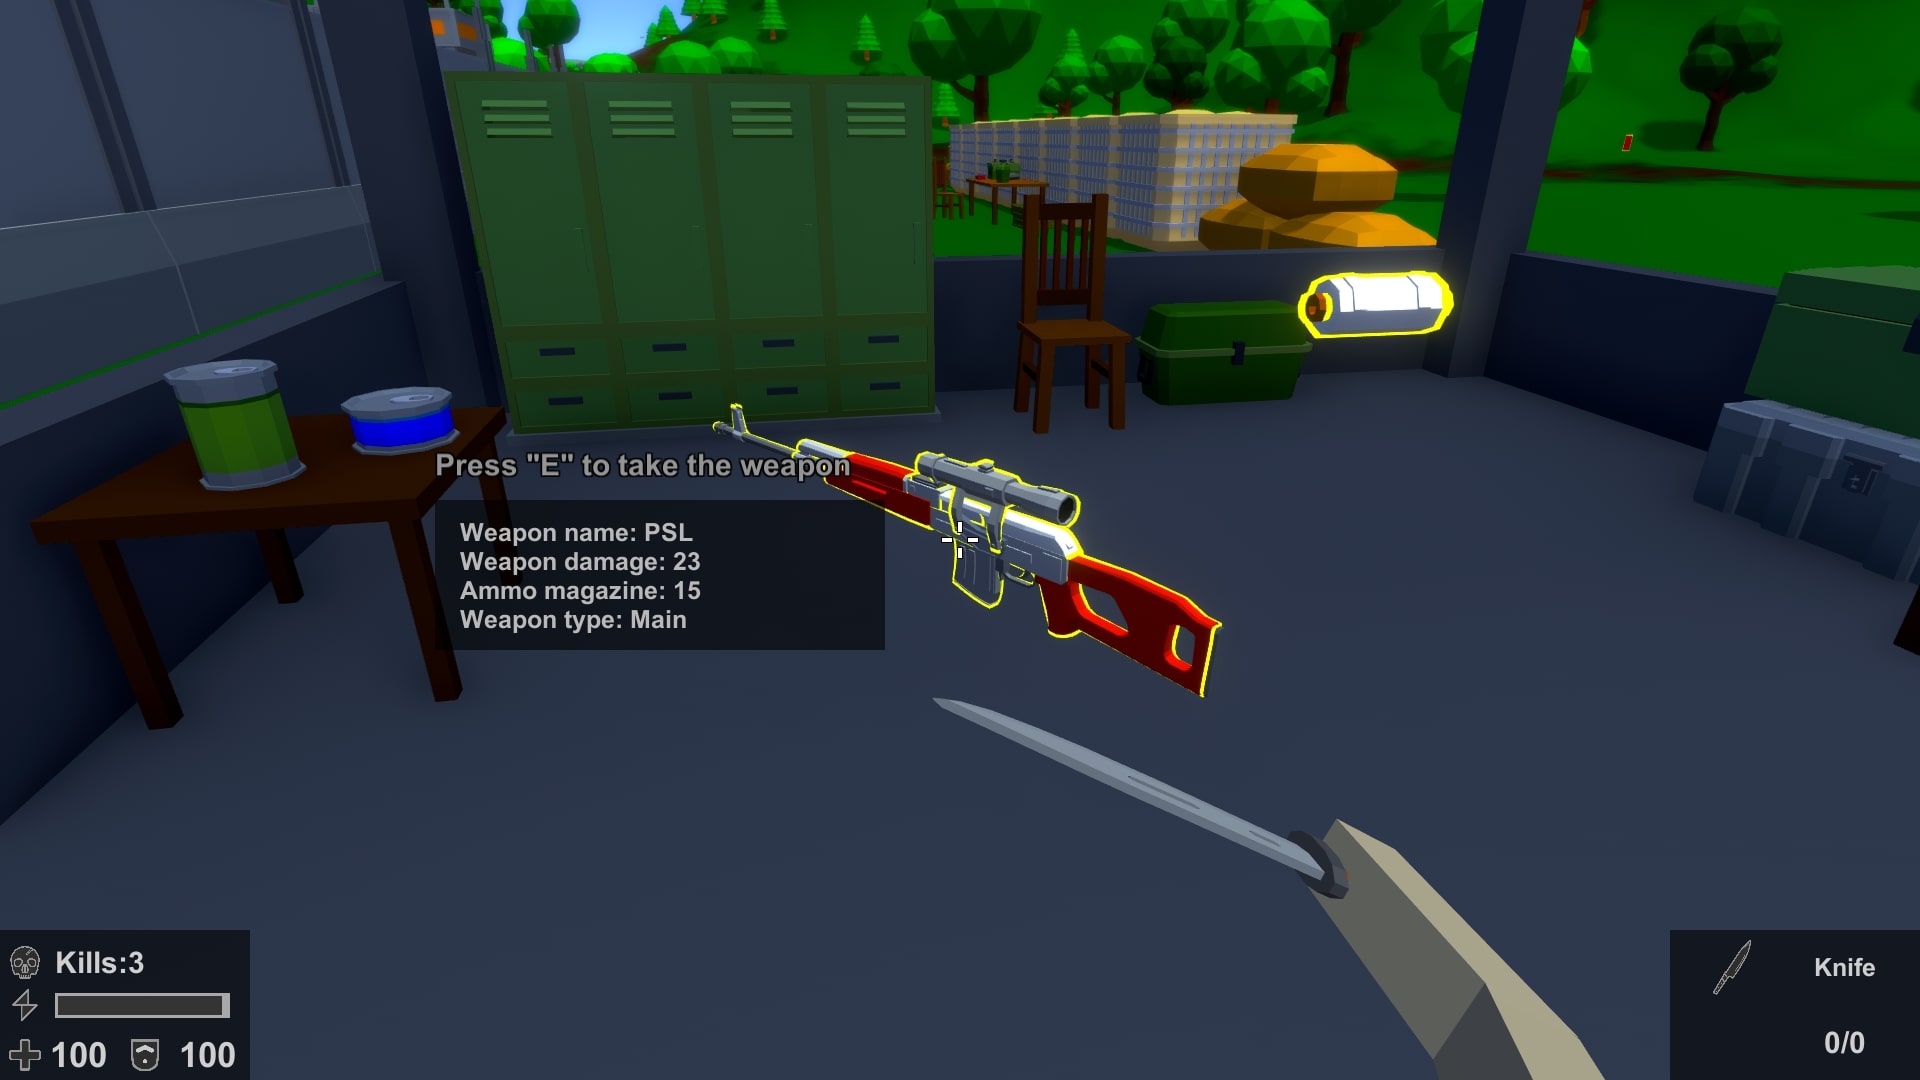 Press "E" to take the weapon
Weapon name: PSL
Weapon damage: 23
Ammo magazine: 15
Weapon type: Main
Kills:3
100 100
Knife
0/0